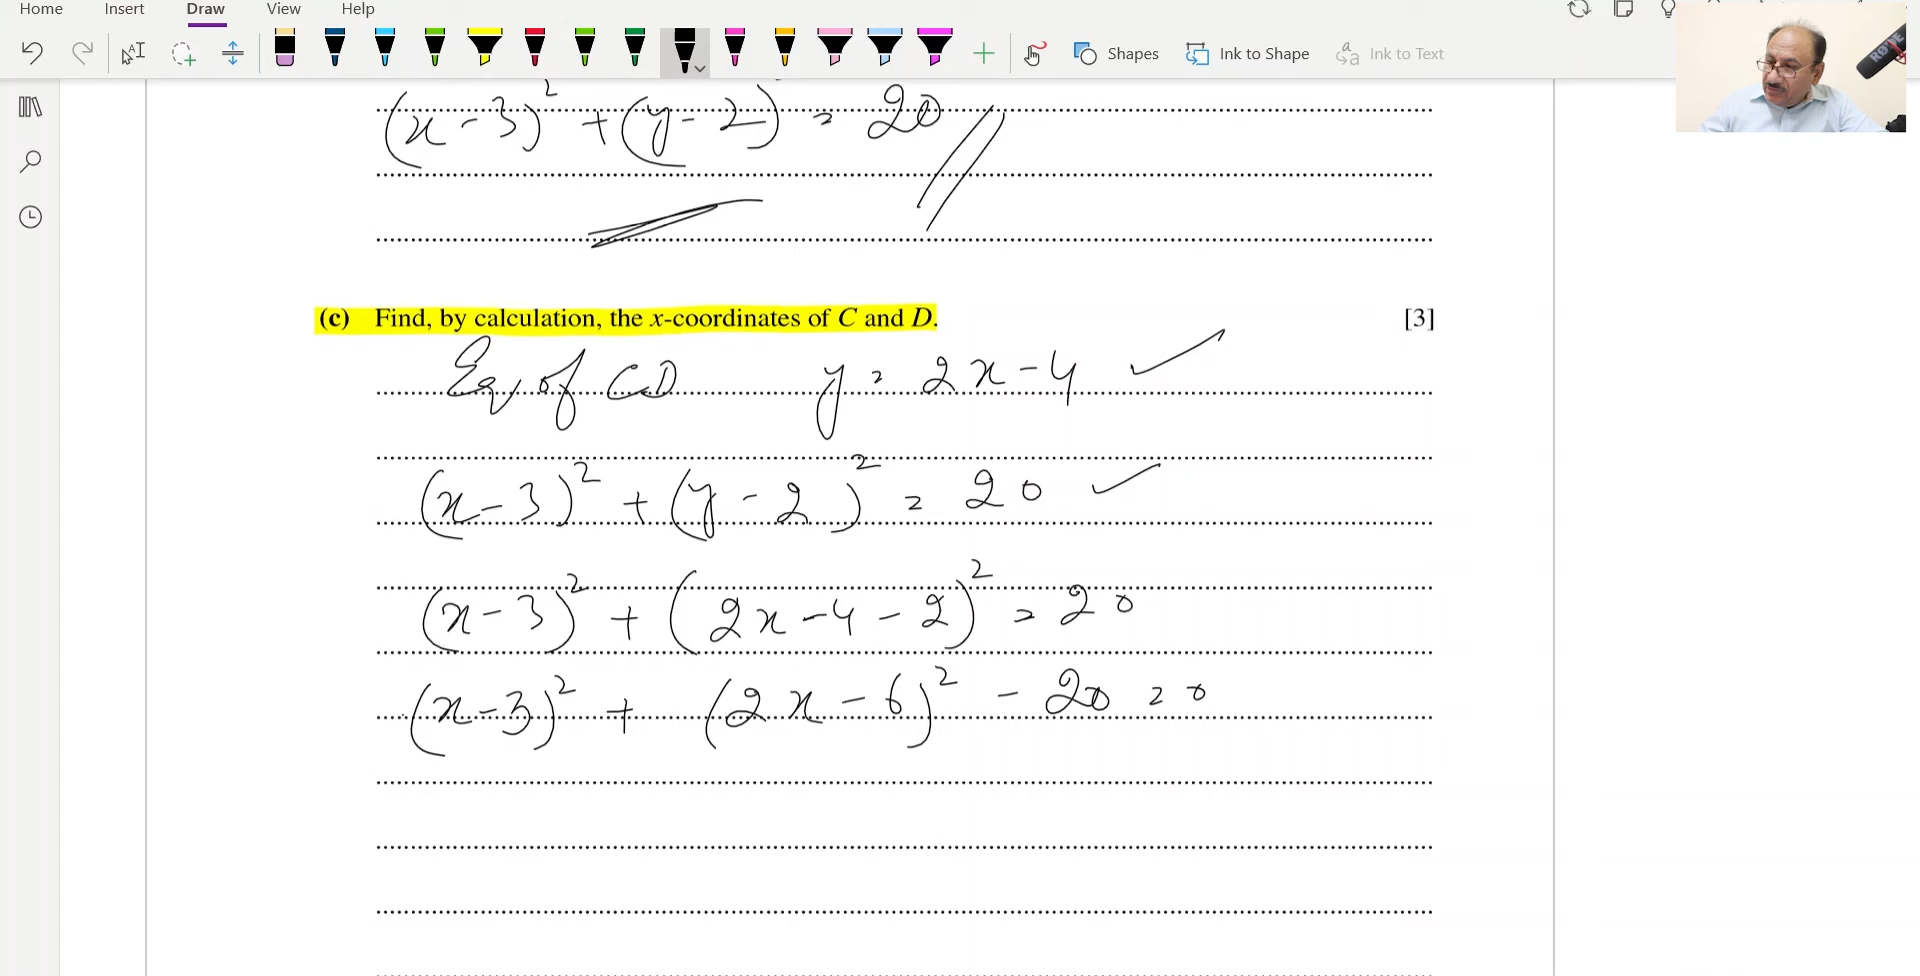 Home Insert Draw View Help
Shapes Ink to Shape Ink to Text
RØDE
(x-3)² + (y-2) = 20
(c) Find, by calculation, the x-coordinates of C and D. [3]
Eq. of CD y = 2x-4 ✓
(x-3)² + (y-2)² = 20 ✓
(x-3)² + (2x-4-2)² = 20
(x-3)² + (2x-6)² - 20 = 0